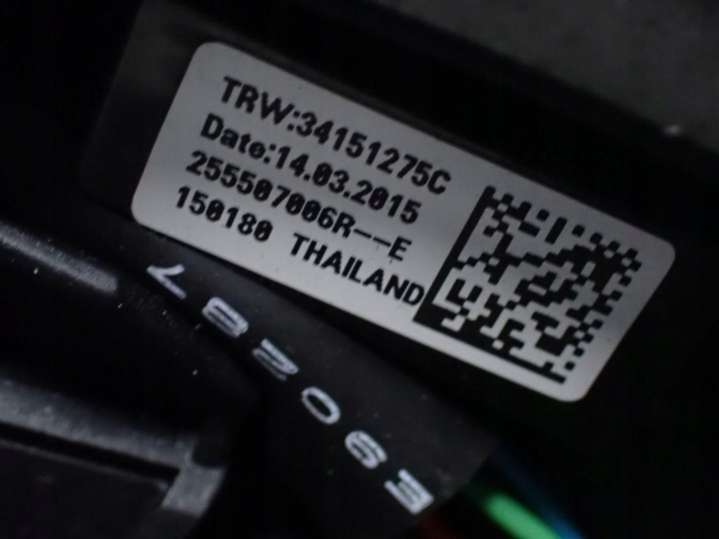 TRW:34151275C
Date:14.03.2015
255507006R--E
150180 THAILAND